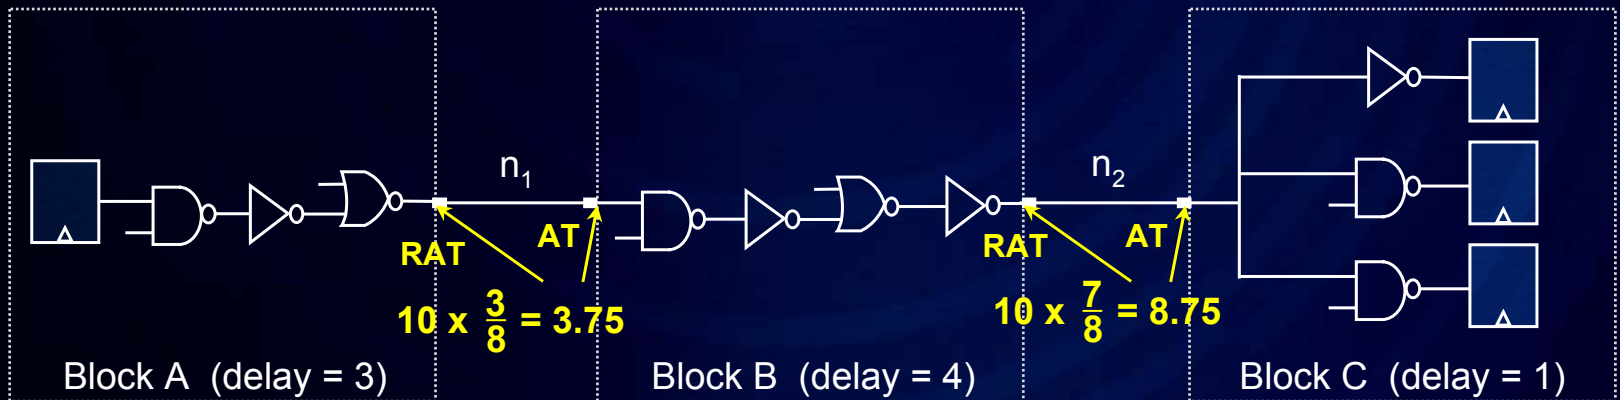 n₁
n₂
RAT
AT
RAT
AT
10 x 3/8 = 3.75
10 x 7/8 = 8.75
Block A (delay = 3)
Block B (delay = 4)
Block C (delay = 1)